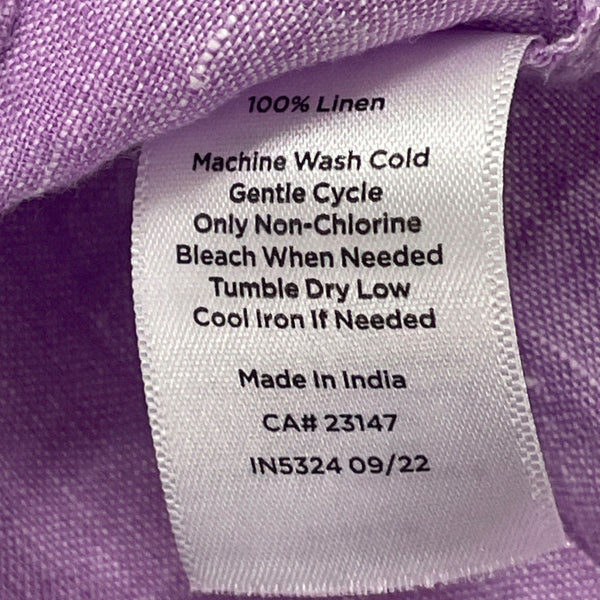 100% Linen
Machine Wash Cold
Gentle Cycle
Only Non-Chlorine
Bleach When Needed
Tumble Dry Low
Cool Iron If Needed
Made In India
CA# 23147
IN5324 09/22